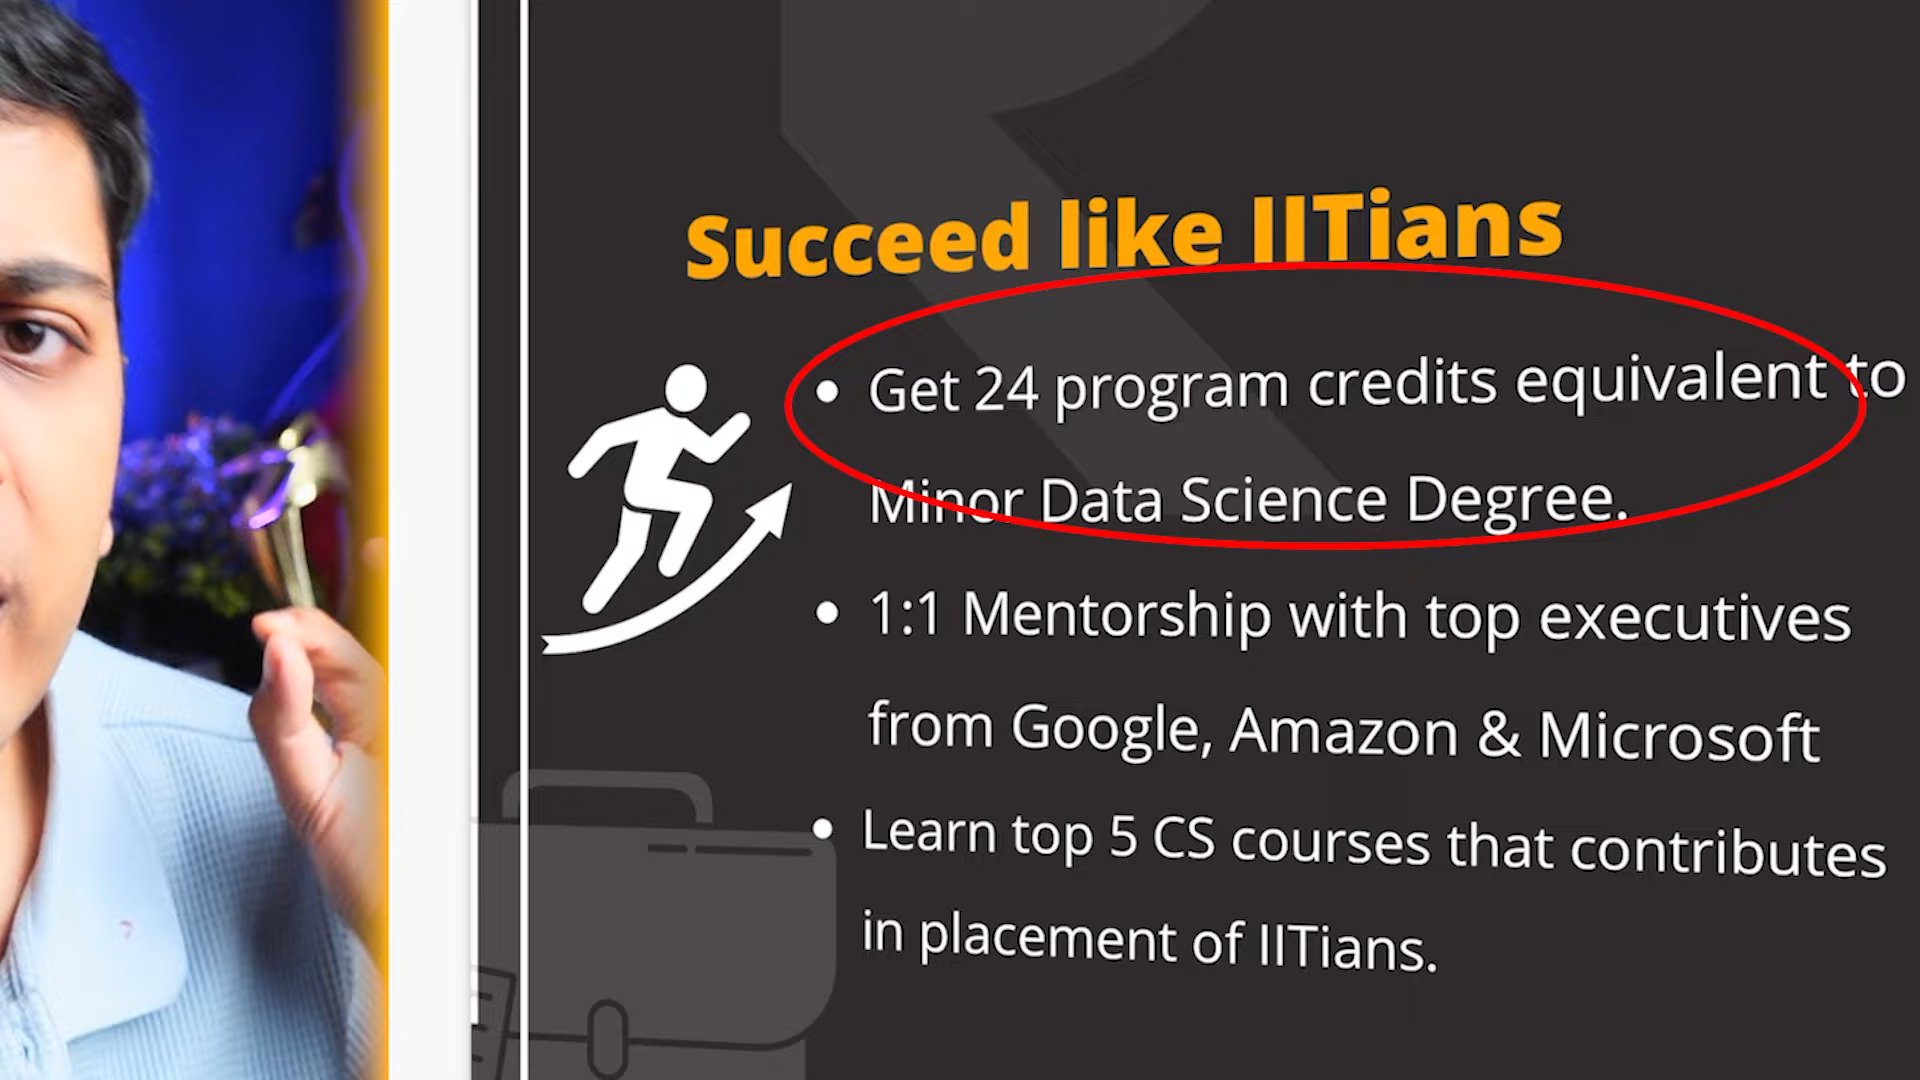 Succeed like IITians
• Get 24 program credits equivalent to
Minor Data Science Degree.
• 1:1 Mentorship with top executives
from Google, Amazon & Microsoft
• Learn top 5 CS courses that contributes
in placement of IITians.